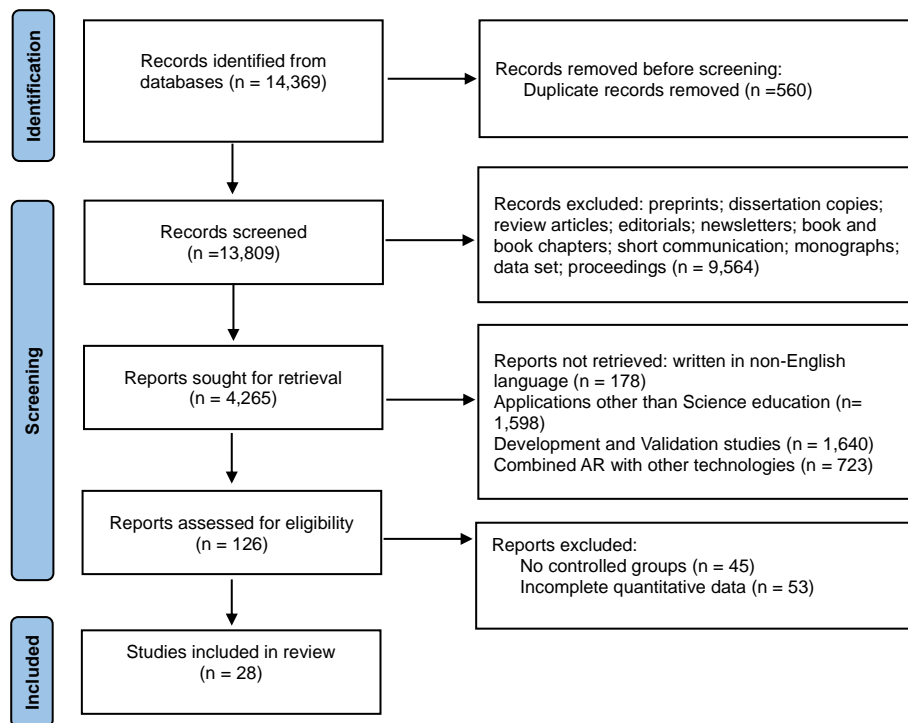 Identification
Records identified from
databases (n = 14,369)
Records removed before screening:
Duplicate records removed (n =560)
Screening
Records screened
(n =13,809)
Records excluded: preprints; dissertation copies;
review articles; editorials; newsletters; book and
book chapters; short communication; monographs;
data set; proceedings (n = 9,564)
Reports sought for retrieval
(n = 4,265)
Reports not retrieved: written in non-English
language (n = 178)
Applications other than Science education (n=
1,598)
Development and Validation studies (n = 1,640)
Combined AR with other technologies (n = 723)
Reports assessed for eligibility
(n = 126)
Reports excluded:
No controlled groups (n = 45)
Incomplete quantitative data (n = 53)
Included
Studies included in review
(n = 28)